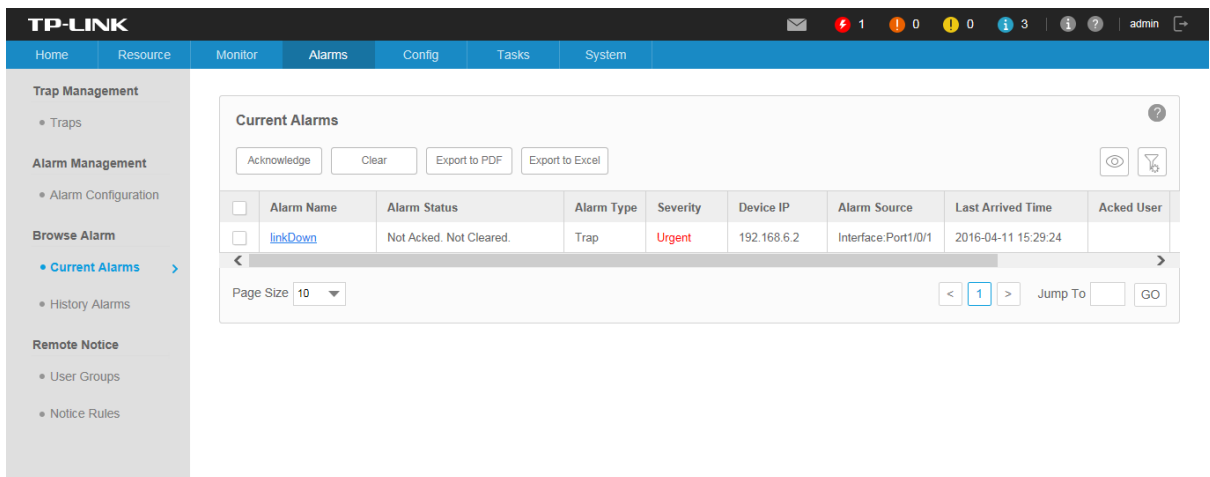 TP-LINK
1 0 0 3 admin
Home Resource Monitor Alarms Config Tasks System
Trap Management
Traps
Alarm Management
Alarm Configuration
Browse Alarm
Current Alarms
History Alarms
Remote Notice
User Groups
Notice Rules
Current Alarms
Acknowledge Clear Export to PDF Export to Excel
Alarm Name Alarm Status Alarm Type Severity Device IP Alarm Source Last Arrived Time Acked User
linkDown Not Acked. Not Cleared. Trap Urgent 192.168.6.2 Interface:Port1/0/1 2016-04-11 15:29:24
Page Size 10 < 1 > Jump To GO